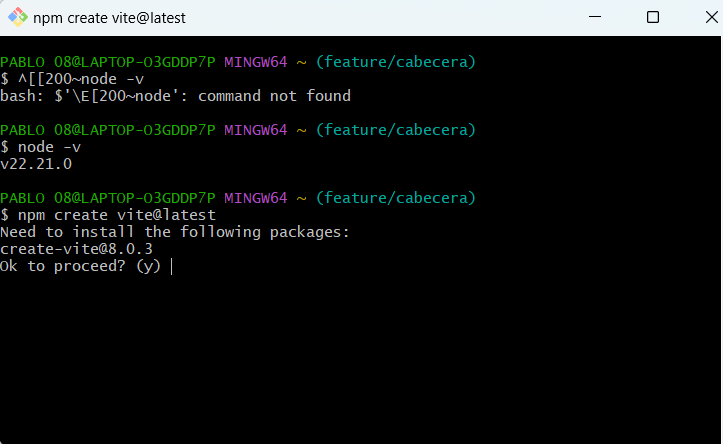 npm create vite@latest
PABLO 08@LAPTOP-O3GDDP7P MINGW64 ~ (feature/cabecera)
$ ^[[200~node -v
bash: $'\E[200~node': command not found
PABLO 08@LAPTOP-O3GDDP7P MINGW64 ~ (feature/cabecera)
$ node -v
v22.21.0
PABLO 08@LAPTOP-O3GDDP7P MINGW64 ~ (feature/cabecera)
$ npm create vite@latest
Need to install the following packages:
create-vite@8.0.3
Ok to proceed? (y)